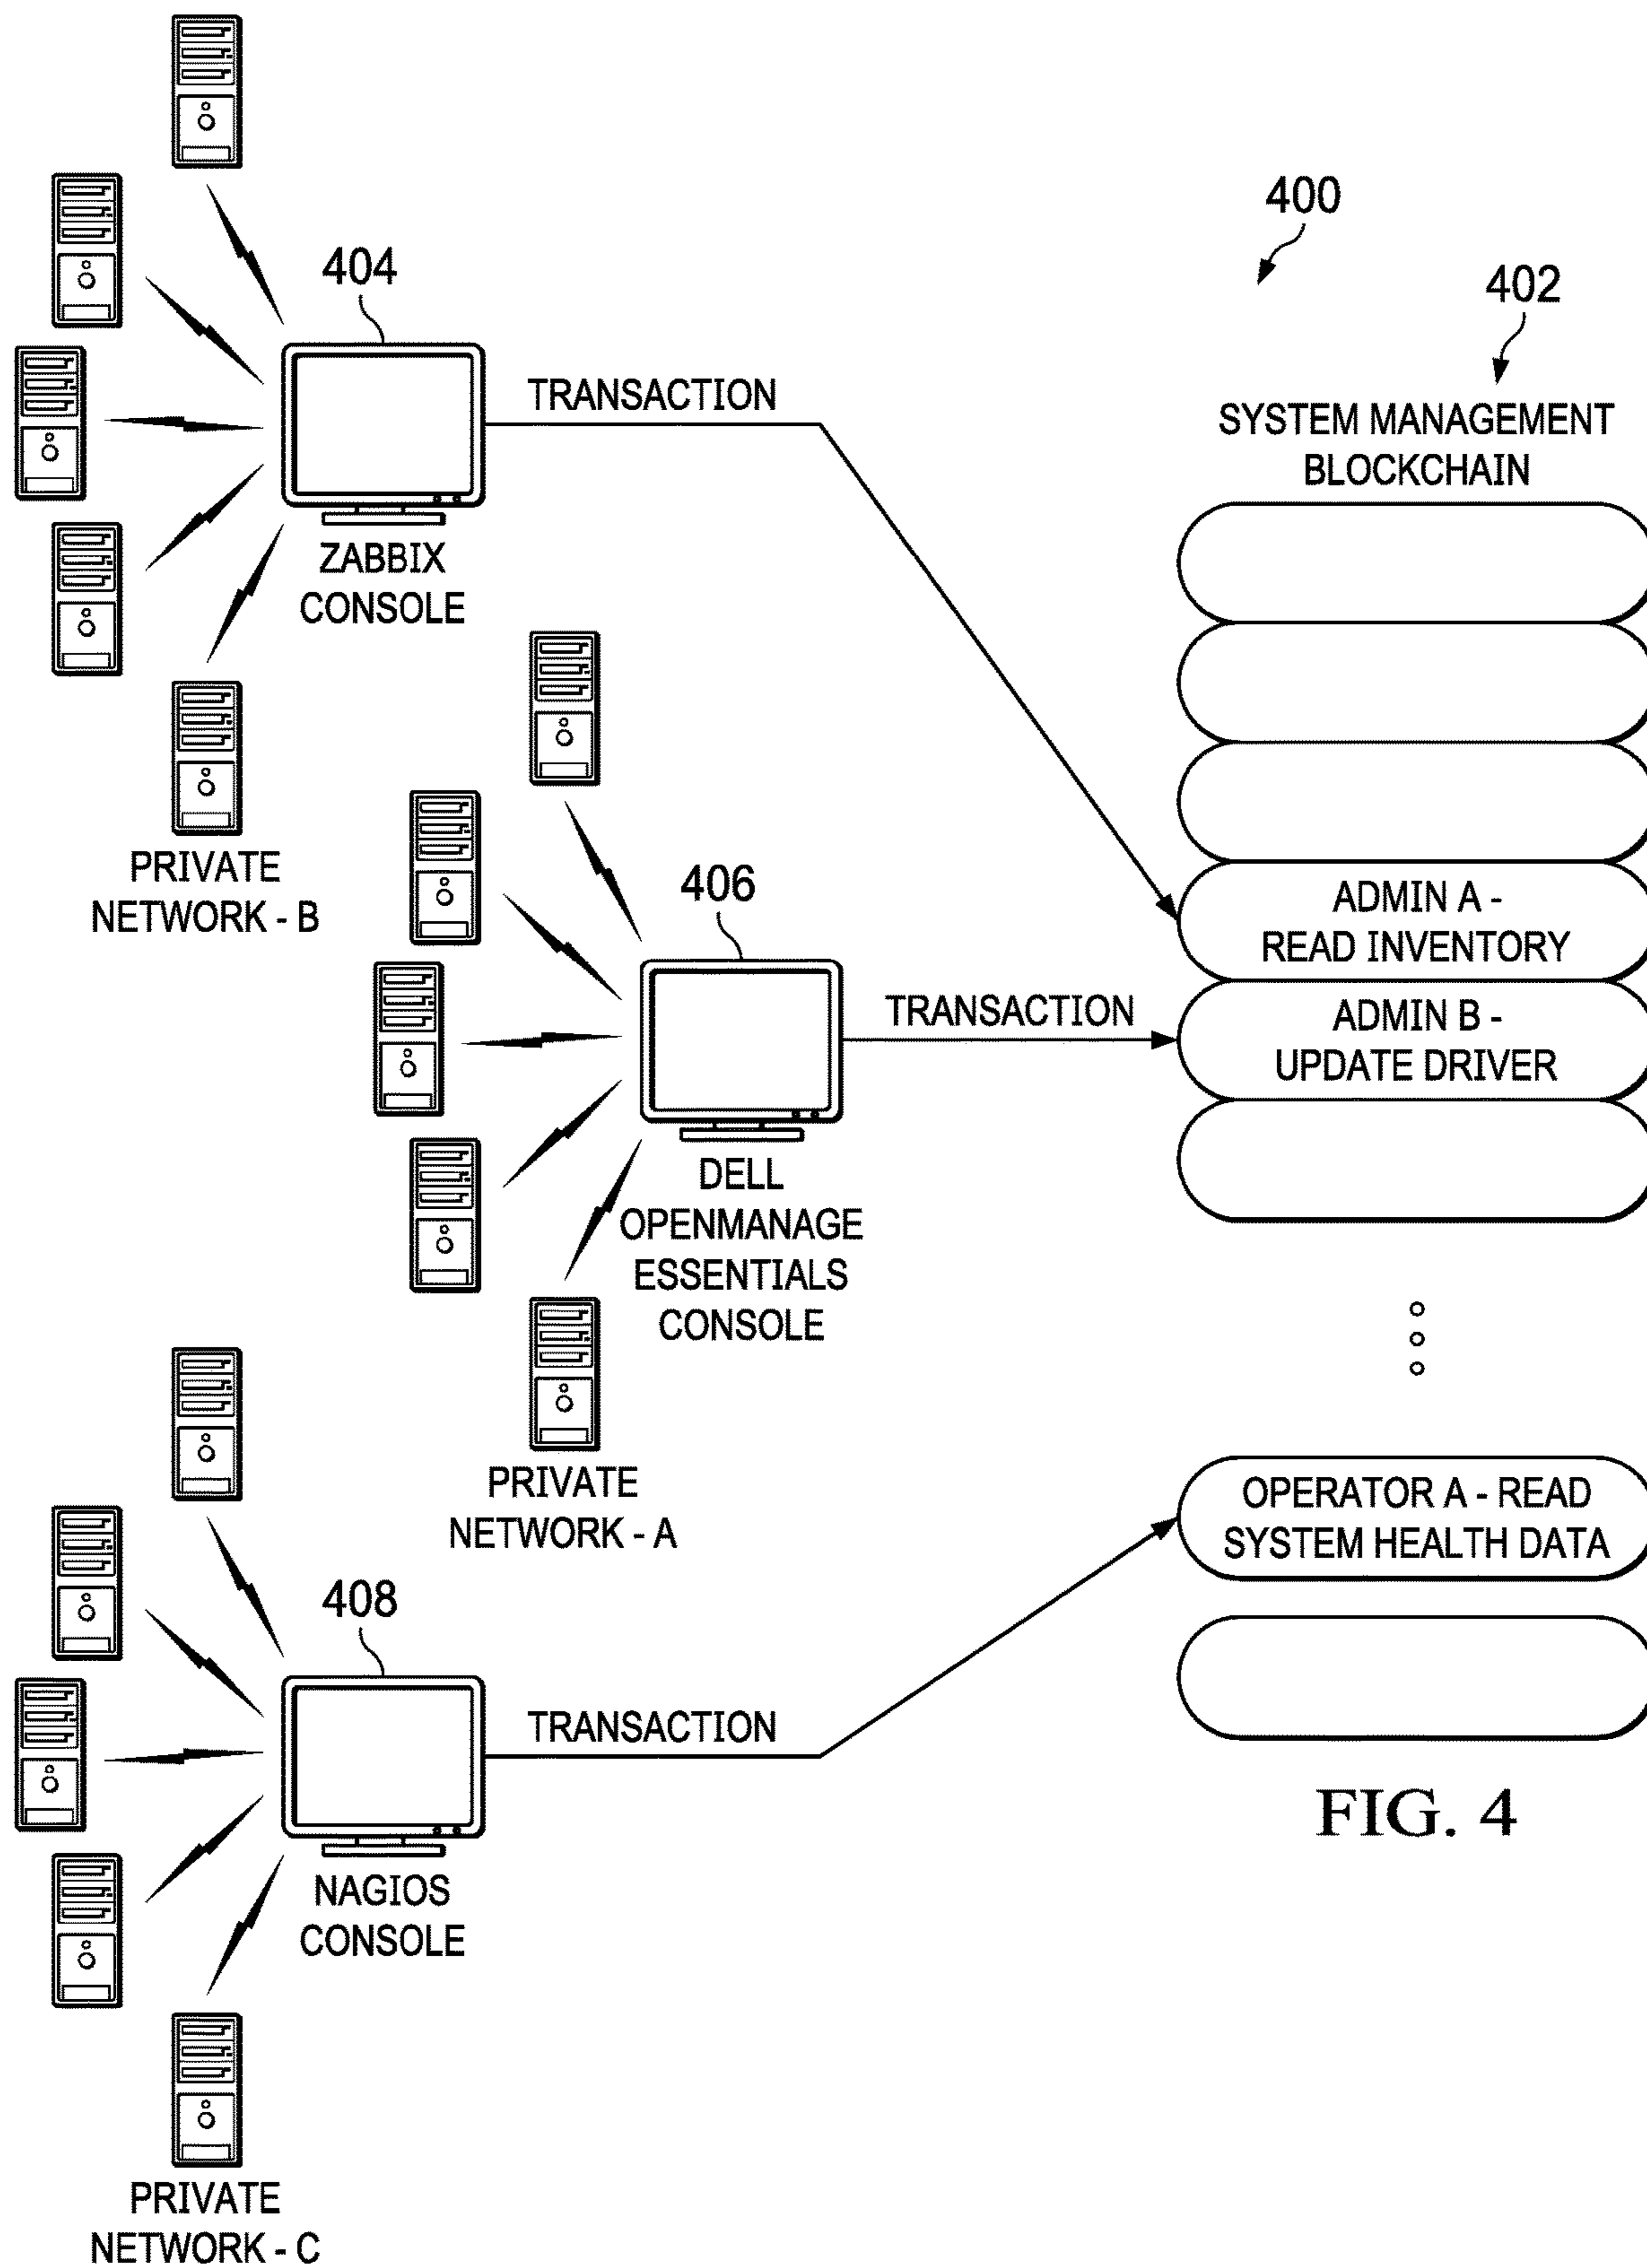 400
402
SYSTEM MANAGEMENT
BLOCKCHAIN
404
TRANSACTION
ZABBIX
CONSOLE
PRIVATE
NETWORK - B
ADMIN A -
READ INVENTORY
406
TRANSACTION
ADMIN B -
UPDATE DRIVER
DELL
OPENMANAGE
ESSENTIALS
CONSOLE
PRIVATE
NETWORK - A
OPERATOR A - READ
SYSTEM HEALTH DATA
408
TRANSACTION
NAGIOS
CONSOLE
PRIVATE
NETWORK - C
FIG. 4